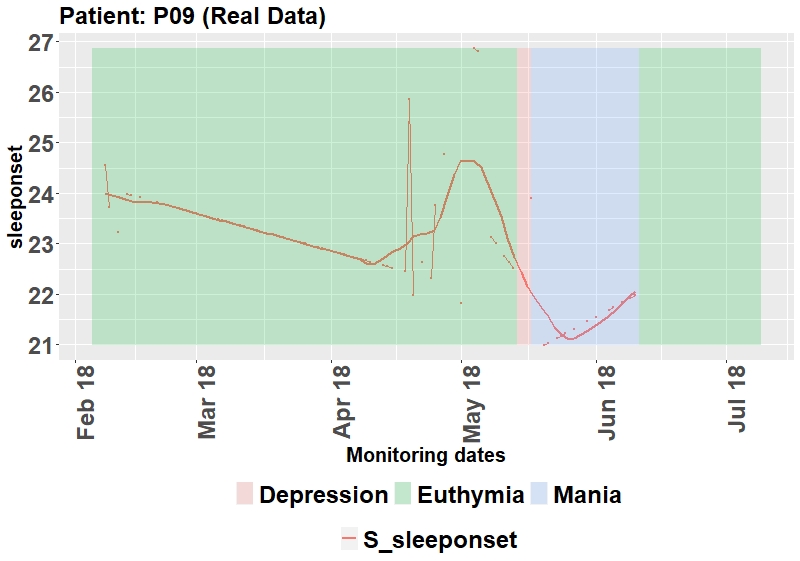 Patient: P09 (Real Data)
27
26
25
24
23
22
21
sleeponset
Feb 18
Mar 18
Apr 18
May 18
Jun 18
Jul 18
Monitoring dates
Depression Euthymia Mania
S_sleeponset